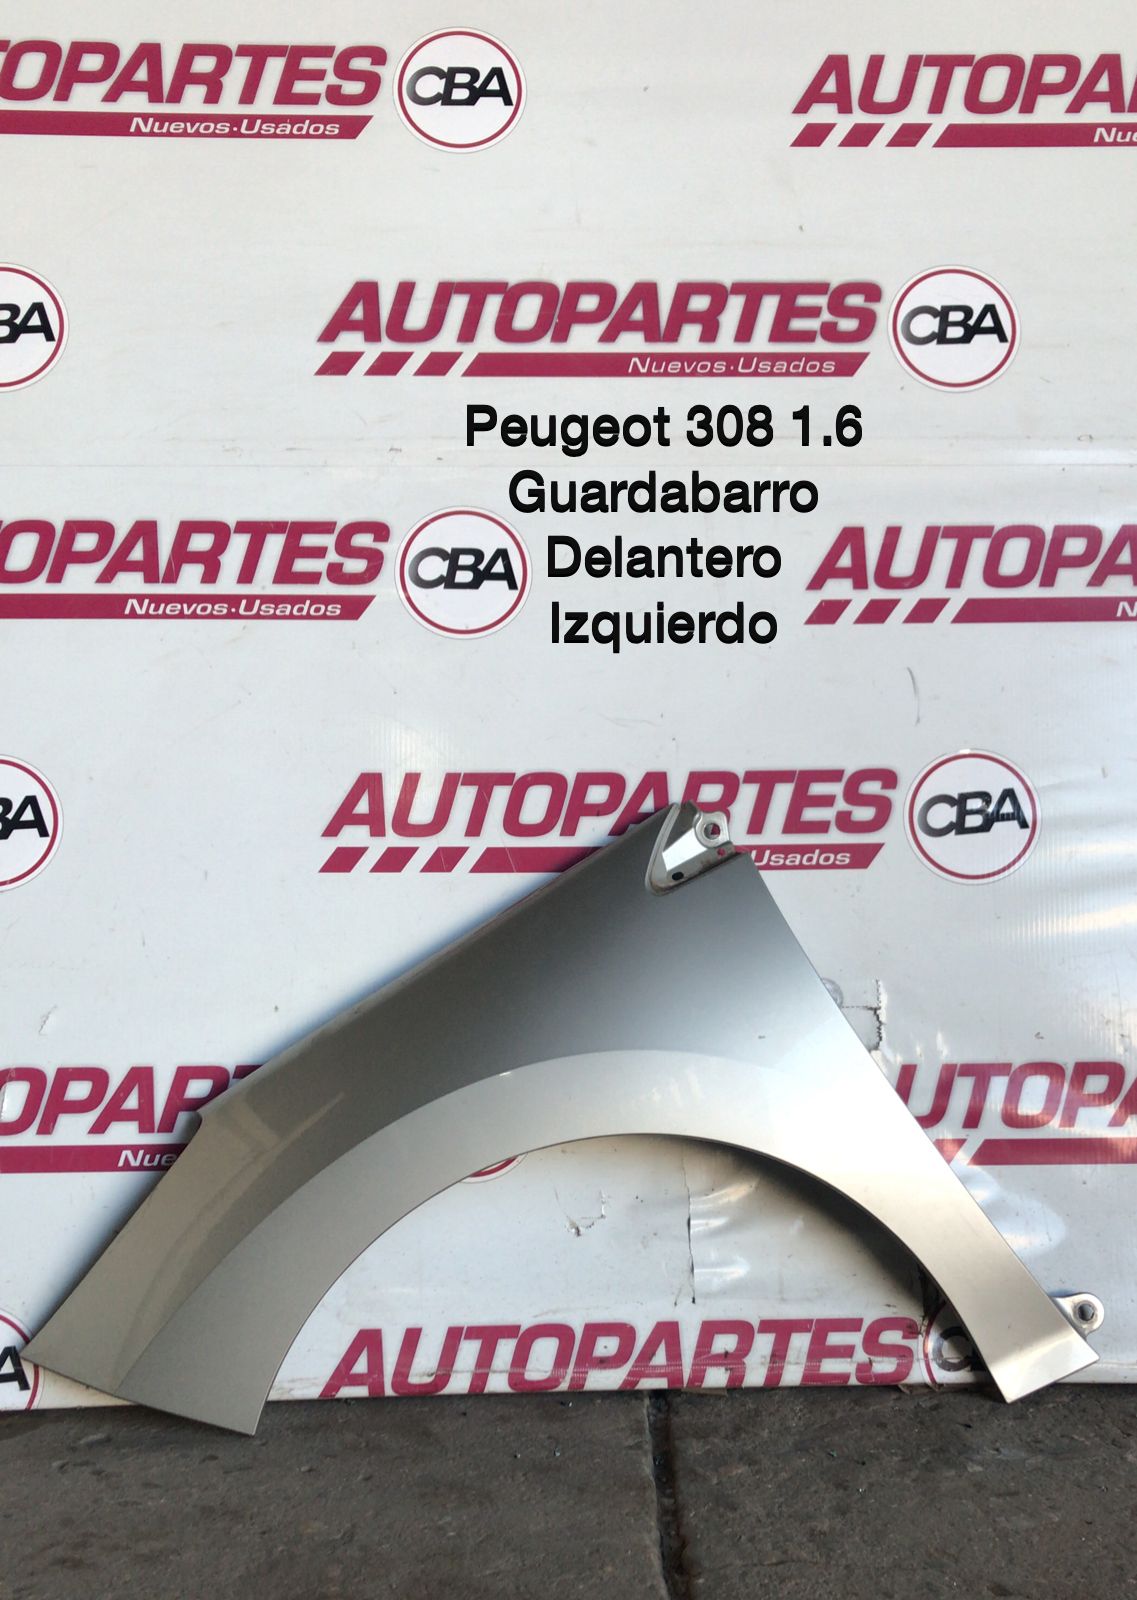 TOPARTES CBA
Nuevos·Usados
AUTOPA
Nu
BA
AUTOPARTES CBA
Nuevos·Usados
Peugeot 308 1.6
Guardabarro
Delantero
Izquierdo
OPARTES CBA
Nuevos·Usados
AUTOPA
N
BA
AUTOPARTES CBA
Usados
OPAR
Nue
UTOPA
A
AUTOPARTES C